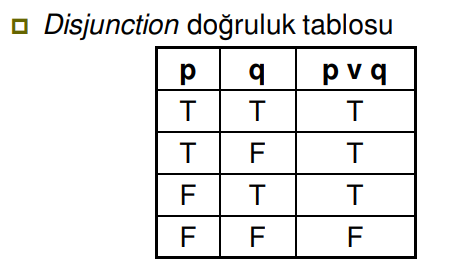 Disjunction doğruluk tablosu
p q p v q
T T T
T F T
F T T
F F F